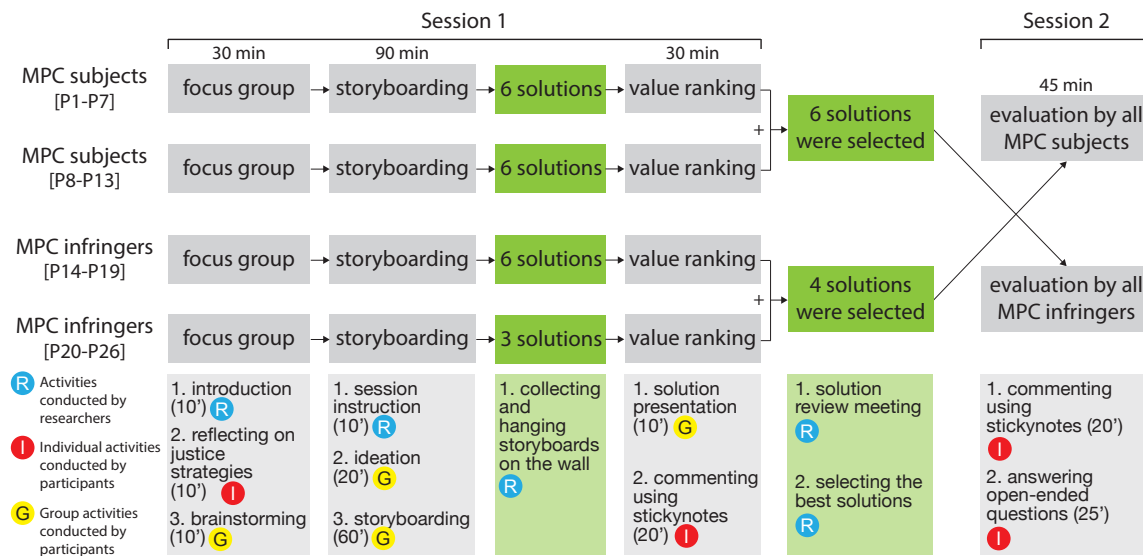 Session 1
Session 2
30 min
90 min
30 min
45 min
MPC subjects
[P1-P7]
focus group
storyboarding
6 solutions
value ranking
MPC subjects
[P8-P13]
focus group
storyboarding
6 solutions
value ranking
+
6 solutions
were selected
evaluation by all
MPC subjects
MPC infringers
[P14-P19]
focus group
storyboarding
6 solutions
value ranking
MPC infringers
[P20-P26]
focus group
storyboarding
3 solutions
value ranking
+
4 solutions
were selected
evaluation by all
MPC infringers
R Activities
conducted by
researchers
I Individual activities
conducted by
participants
G Group activities
conducted by
participants
1. introduction
(10') R
2. reflecting on
justice
strategies
(10') I
3. brainstorming
(10') G
1. session
instruction
(10') R
2. ideation
(20') G
3. storyboarding
(60') G
1. collecting
and
hanging
storyboards
on the wall
R
1. solution
presentation
(10') G
2. commenting
using
stickynotes
(20') I
1. solution
review meeting
R
2. selecting the
best solutions
R
1. commenting
using
stickynotes (20')
I
2. answering
open-ended
questions (25')
I